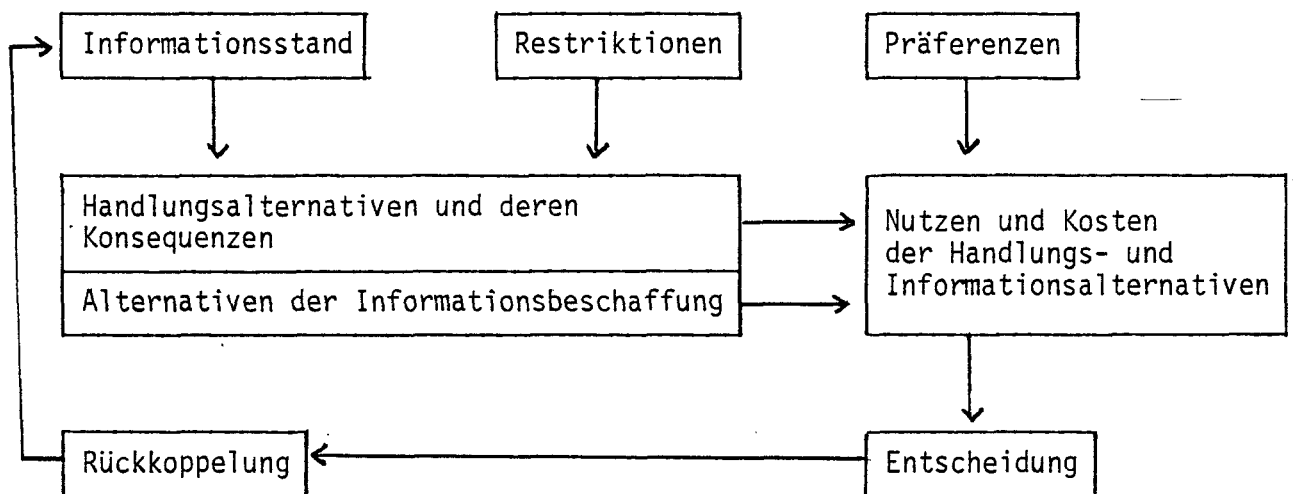 Informationsstand
Restriktionen
Präferenzen
Handlungsalternativen und deren
Konsequenzen
Alternativen der Informationsbeschaffung
Nutzen und Kosten
der Handlungs- und
Informationsalternativen
Rückkoppelung
Entscheidung